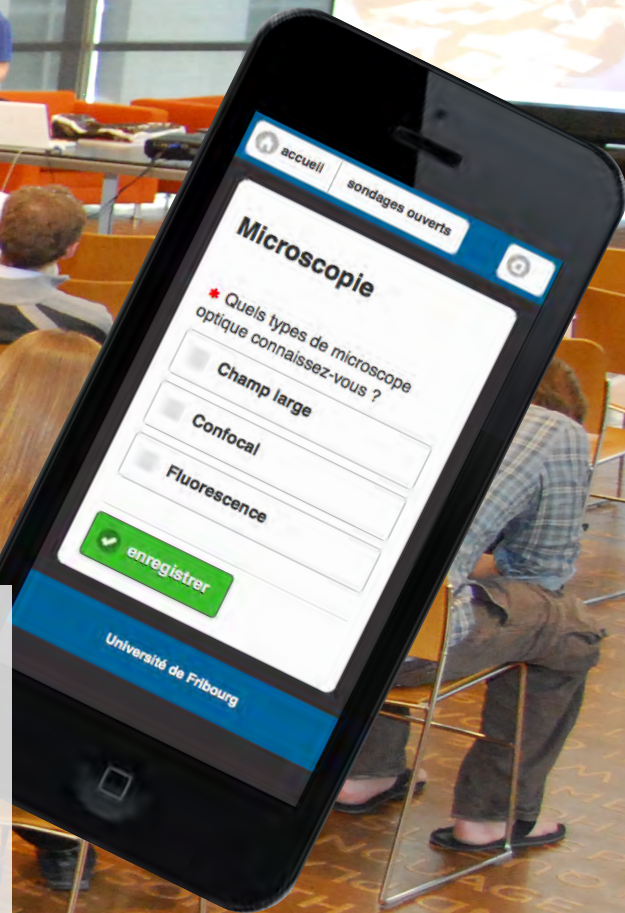 accueil
sondages ouverts
Microscopie
* Quels types de microscope
optique connaissez-vous ?
Champ large
Confocal
Fluorescence
enregistrer
Université de Fribourg